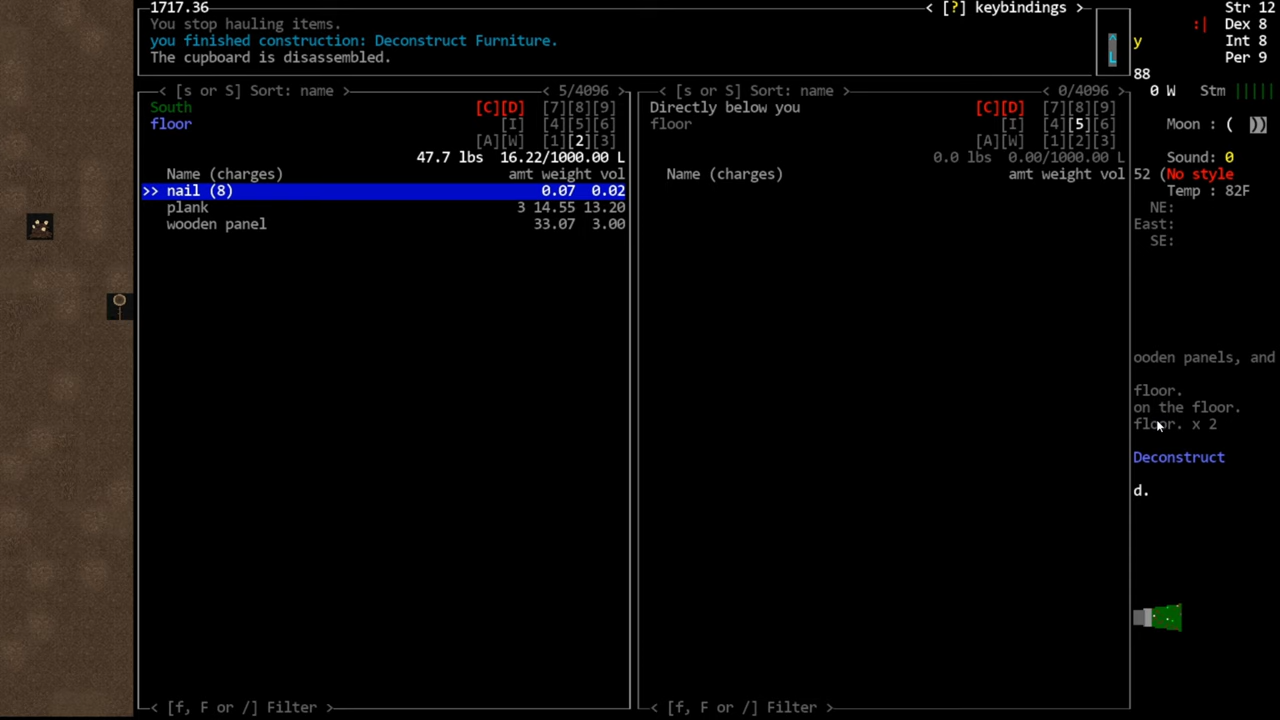 1717.36
< [?] keybindings >
You stop hauling items.
you finished construction: Deconstruct Furniture.
The cupboard is disassembled.
^
L
:|
y
88
Str 12
Dex 8
Int 8
Per 9
0 W Stm |||||
Moon : ( ))
Sound: 0
52 (No style
Temp : 82F
NE:
East:
SE:
< [s or S] Sort: name >
< 5/4096 >
South [C][D] [7][8][9]
floor [I] [4][5][6]
[A][W] [1][2][3]
47.7 lbs 16.22/1000.00 L
Name (charges) amt weight vol
>> nail (8) 0.07 0.02
plank 3 14.55 13.20
wooden panel 33.07 3.00
< [f, F or /] Filter >
< [s or S] Sort: name >
< 0/4096 >
Directly below you [C][D] [7][8][9]
floor [I] [4][5][6]
[A][W] [1][2][3]
0.0 lbs 0.00/1000.00 L
Name (charges) amt weight vol
< [f, F or /] Filter >
ooden panels, and
floor.
on the floor.
floor. x 2
Deconstruct
d.